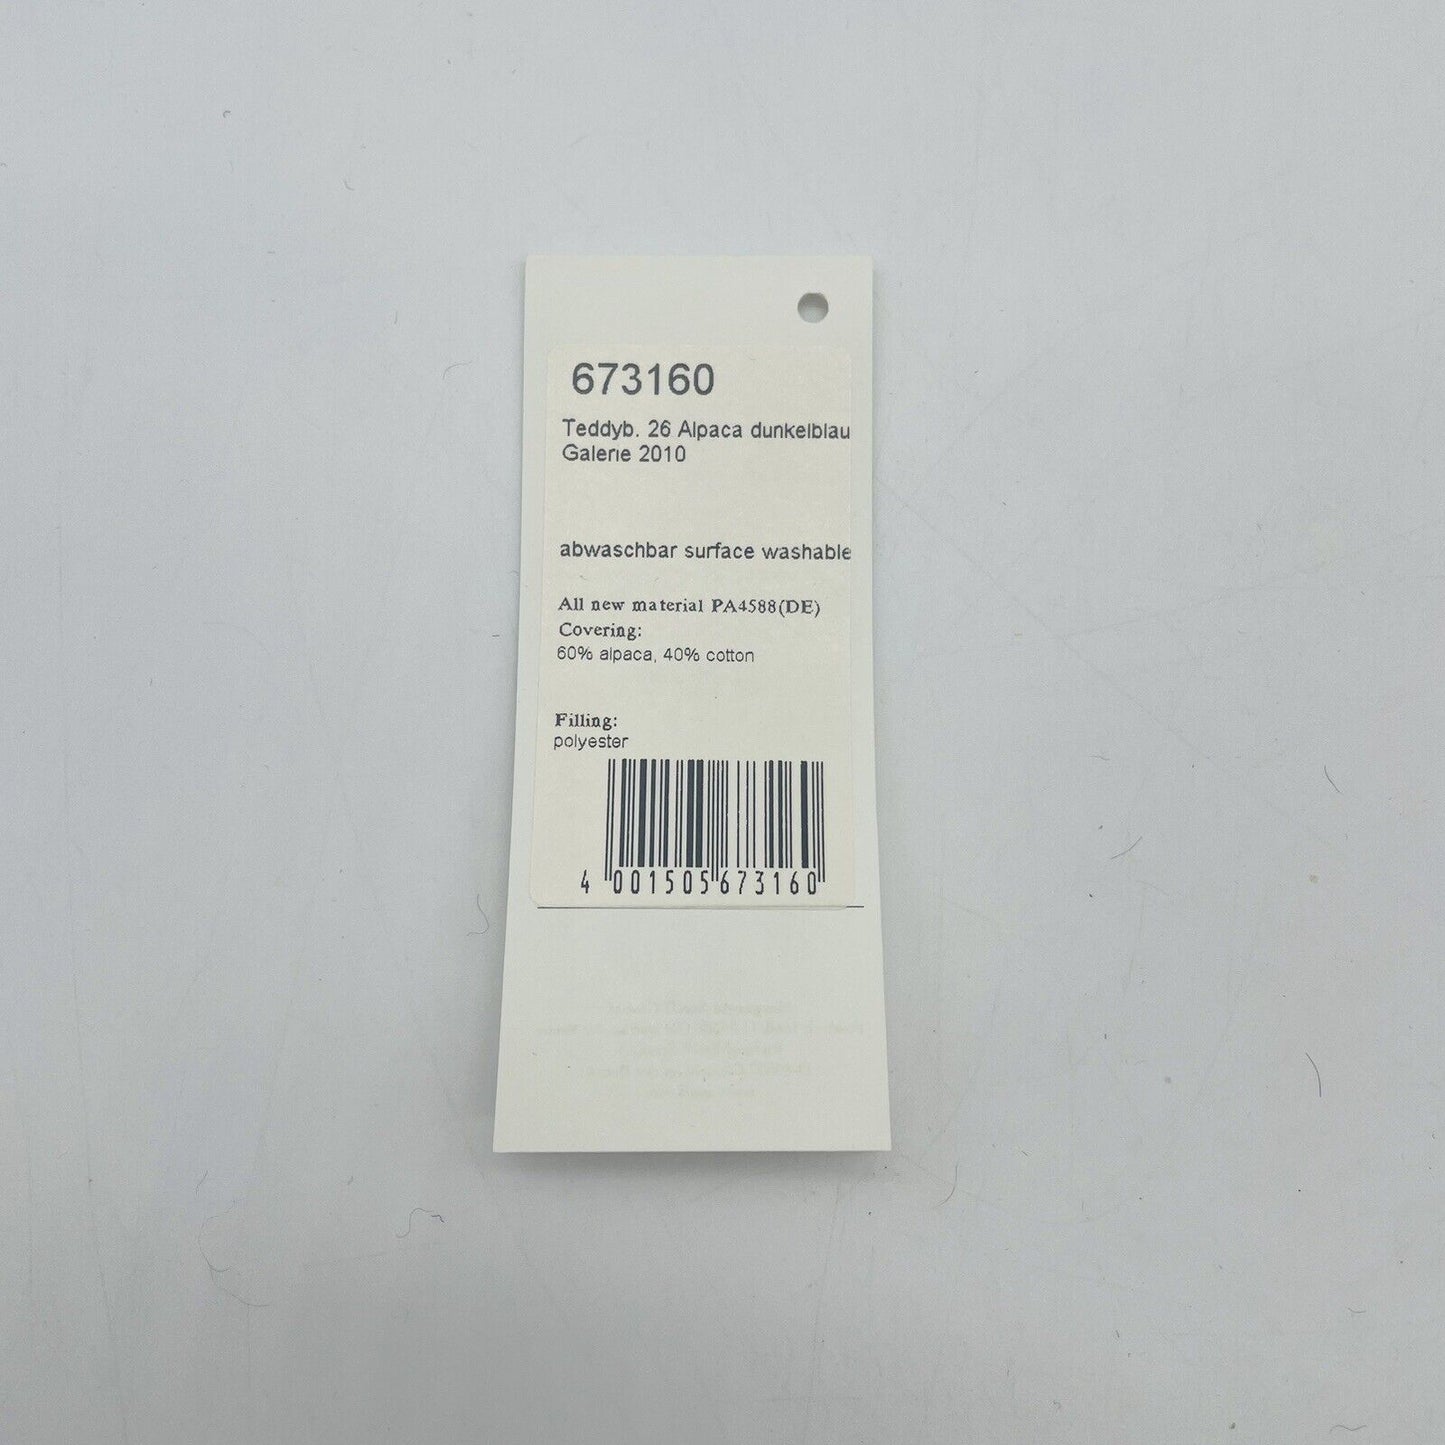 673160
Teddyb. 26 Alpaca dunkelblau
Galerie 2010
abwaschbar surface washable
All new material PA4588(DE)
Covering:
60% alpaca, 40% cotton
Filling:
polyester
4 001505 673160